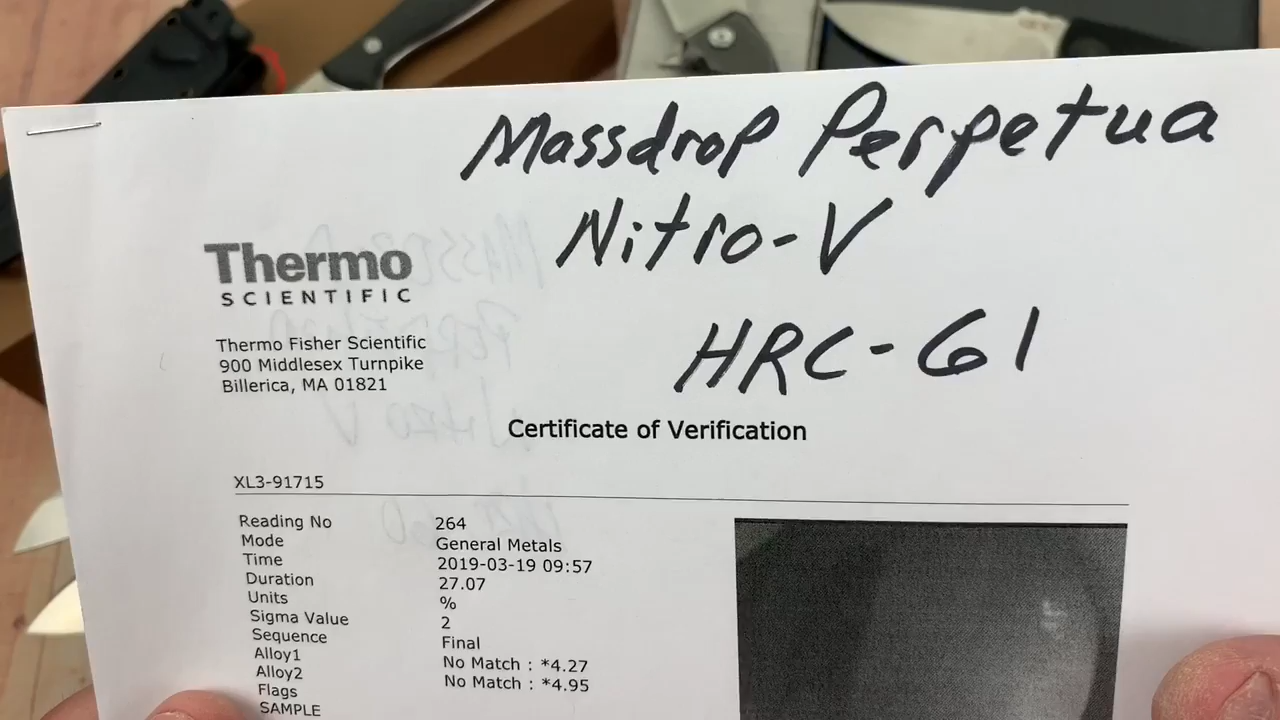 Massdrop Perpetua
Nitro-V
HRC-61
Thermo
SCIENTIFIC
Thermo Fisher Scientific
900 Middlesex Turnpike
Billerica, MA 01821
Certificate of Verification
XL3-91715
Reading No 264
Mode General Metals
Time 2019-03-19 09:57
Duration 27.07
Units %
Sigma Value 2
Sequence Final
Alloy1 No Match : *4.27
Alloy2 No Match : *4.95
Flags
SAMPLE